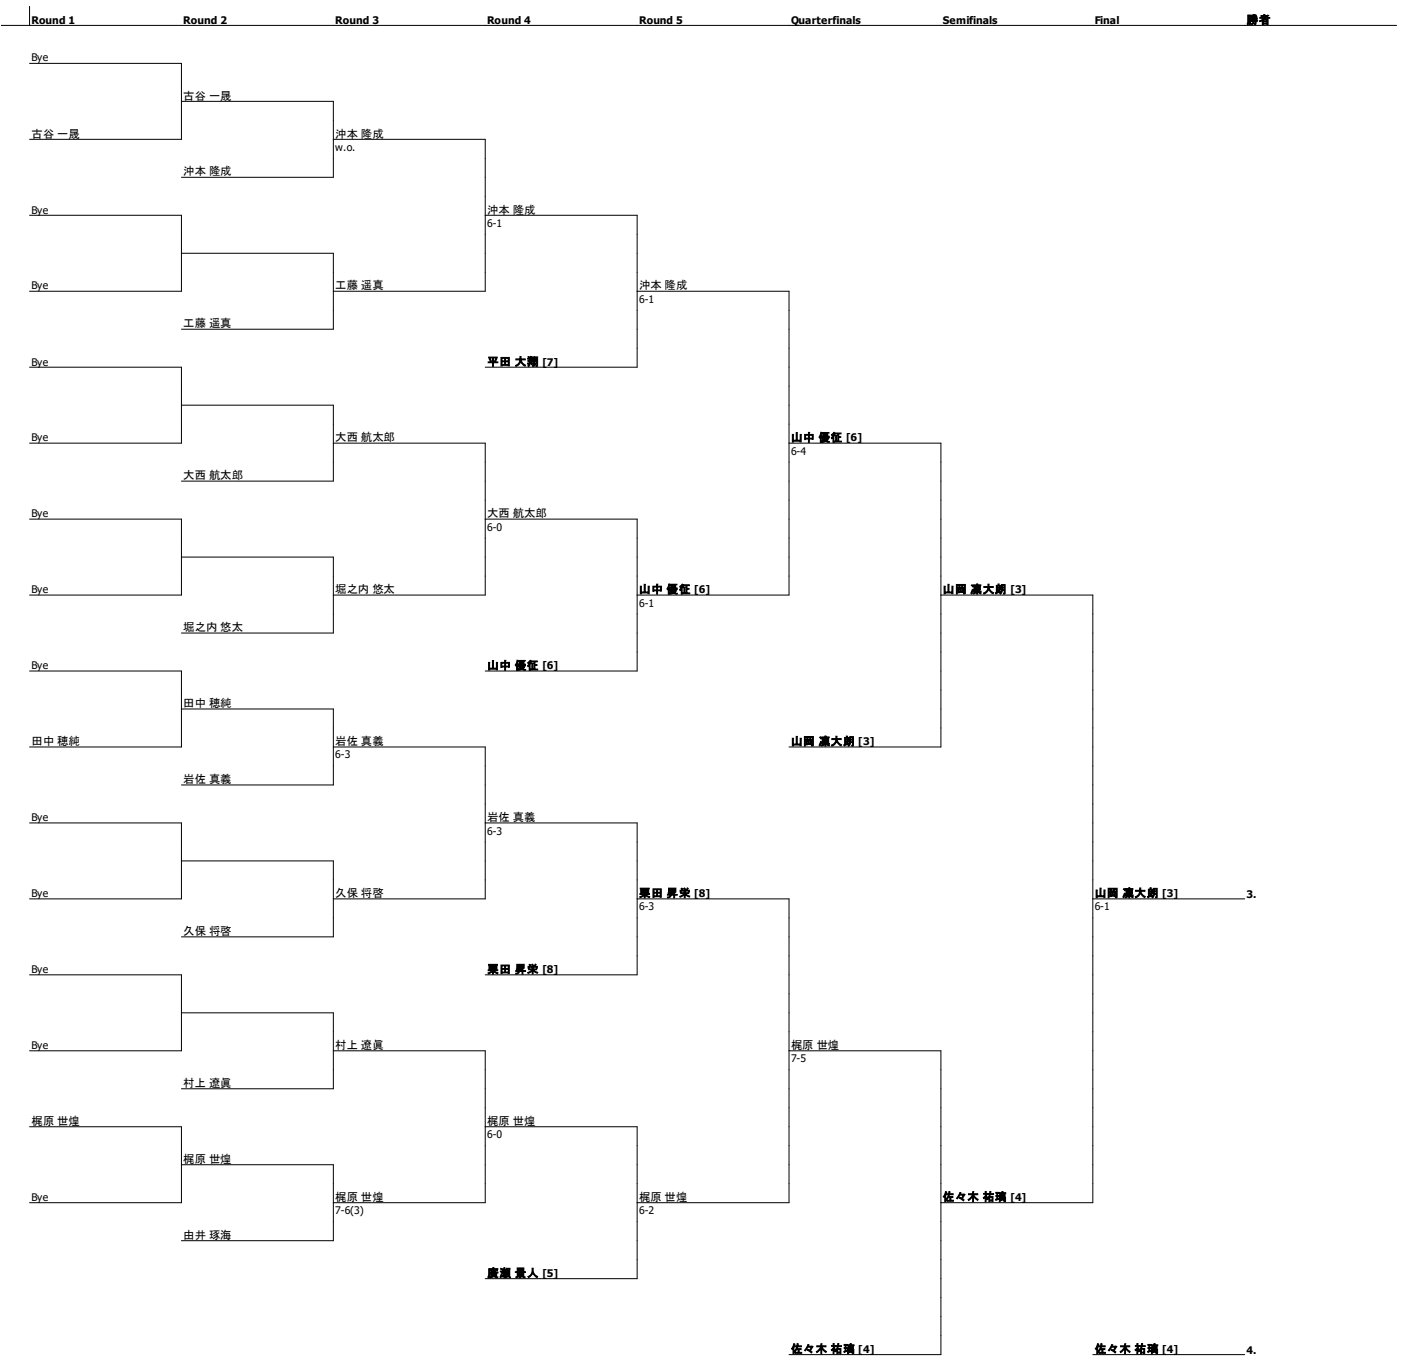 Round 1 Round 2 Round 3 Round 4 Round 5 Quarterfinals Semifinals Final 勝者
Bye
古谷 一晟
古谷 一晟 沖本 隆成
w.o.
沖本 隆成
Bye 沖本 隆成
6-1
Bye 工藤 遥真 沖本 隆成
6-1
工藤 遥真
Bye 平田 大翔 [7]
Bye 大西 航太郎 山中 優征 [6]
6-4
大西 航太郎
Bye 大西 航太郎
6-0
Bye 堀之内 悠太 山中 優征 [6] 山岡 凛大朗 [3]
6-1
堀之内 悠太
Bye 山中 優征 [6]
田中 穂純
田中 穂純 岩佐 真義 山岡 凛大朗 [3]
6-3
岩佐 真義
Bye 岩佐 真義
6-3
Bye 久保 将啓 栗田 昇栄 [8] 山岡 凛大朗 [3] 3.
6-3 6-1
久保 将啓
Bye 栗田 昇栄 [8]
Bye 村上 遼眞 梶原 世煌
7-5
村上 遼眞
梶原 世煌 梶原 世煌
6-0
梶原 世煌
Bye 梶原 世煌 梶原 世煌 佐々木 祐璃 [4]
7-6(3) 6-2
由井 琢海
廣瀬 景人 [5]
佐々木 祐璃 [4] 佐々木 祐璃 [4] 4.